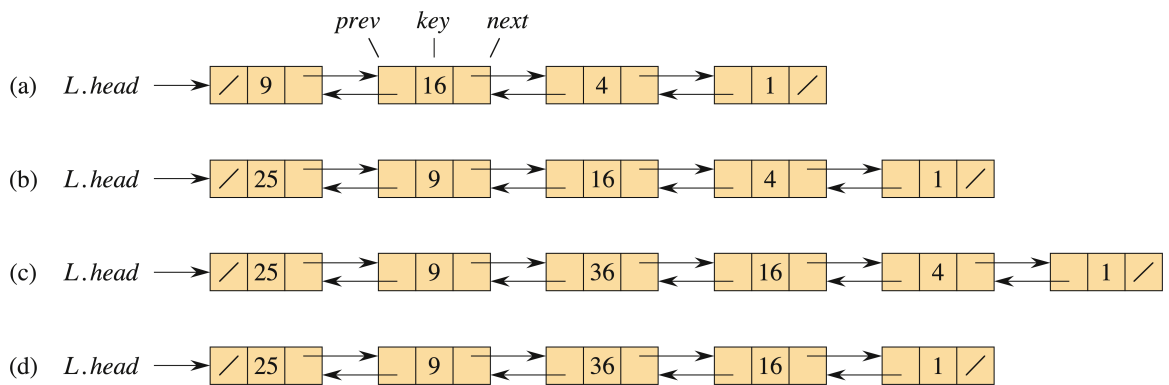 prev key next
(a) L.head / 9 16 4 1 /
(b) L.head / 25 9 16 4 1 /
(c) L.head / 25 9 36 16 4 1 /
(d) L.head / 25 9 36 16 1 /